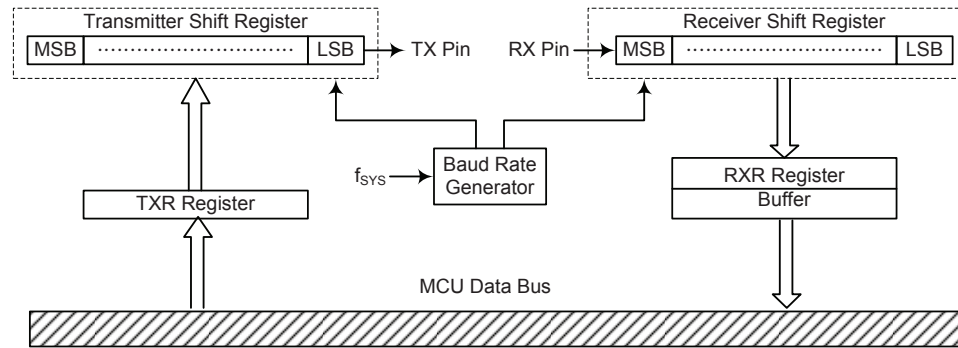 Transmitter Shift Register
MSB ........................................ LSB
TX Pin
RX Pin
Receiver Shift Register
MSB ........................................ LSB
fSYS
Baud Rate
Generator
TXR Register
RXR Register
Buffer
MCU Data Bus